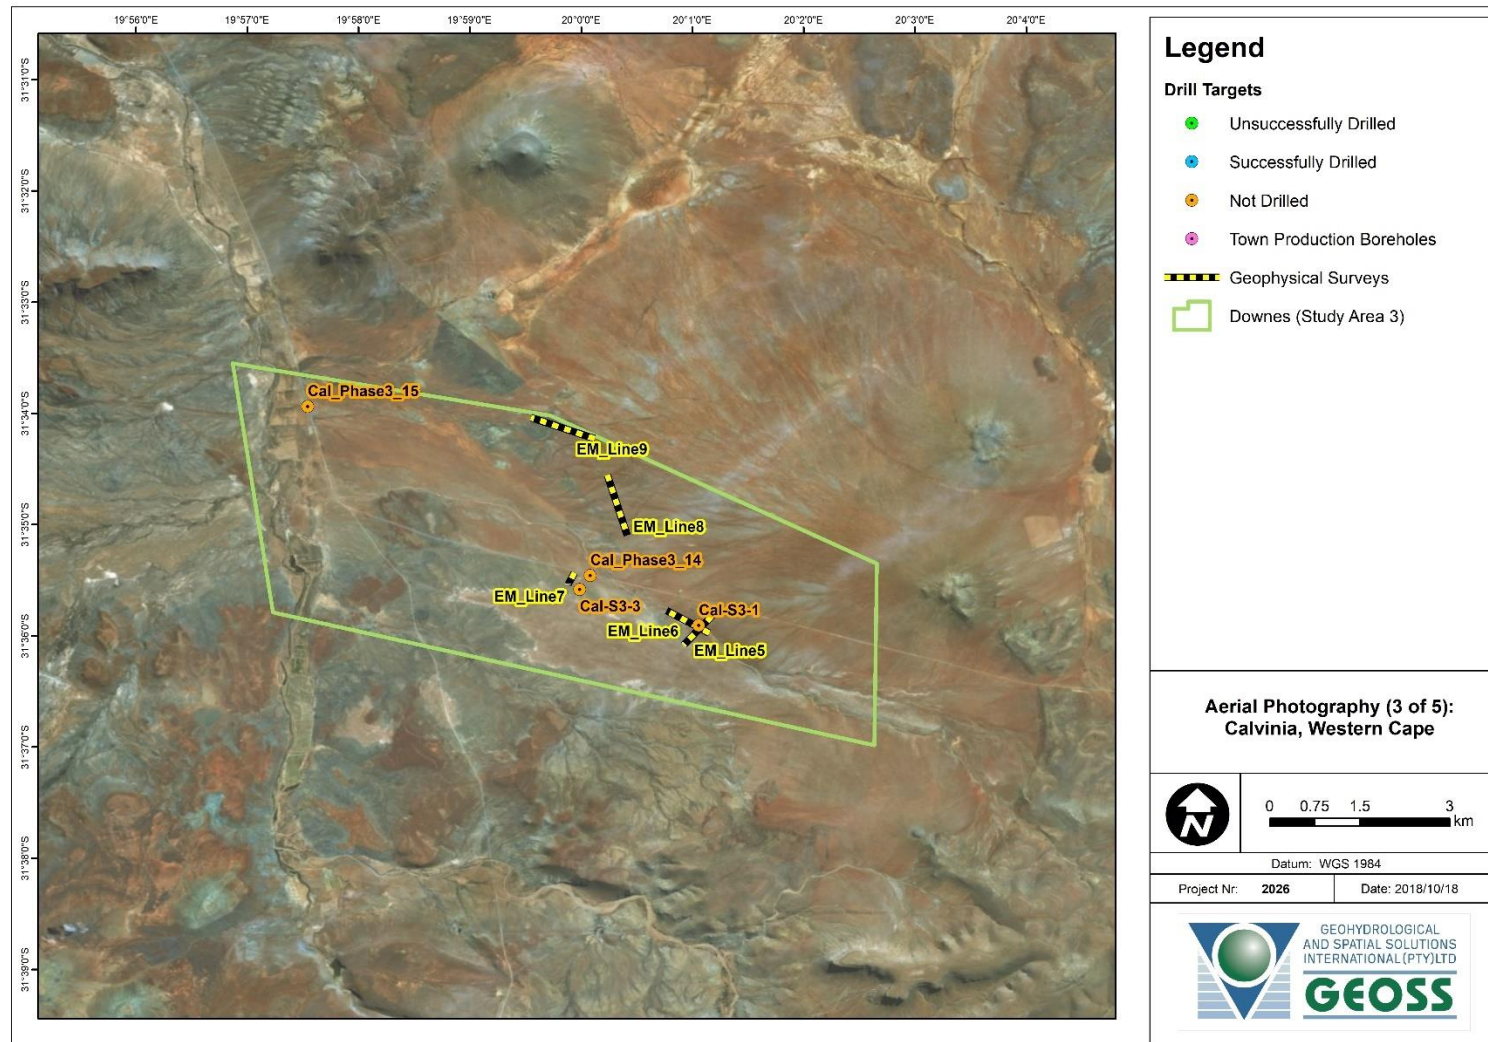 19°56'0"E
19°57'0"E
19°58'0"E
19°59'0"E
20°0'0"E
20°1'0"E
20°2'0"E
20°3'0"E
20°4'0"E
31°31'0"S
31°32'0"S
31°33'0"S
31°34'0"S
31°35'0"S
31°36'0"S
31°37'0"S
31°38'0"S
31°39'0"S
Cal_Phase3_15
EM_Line9
EM_Line8
Cal_Phase3_14
EM_Line7
Cal-S3-3
Cal-S3-1
EM_Line6
EM_Line5
Legend
Drill Targets
Unsuccessfully Drilled
Successfully Drilled
Not Drilled
Town Production Boreholes
Geophysical Surveys
Downes (Study Area 3)
Aerial Photography (3 of 5):
Calvinia, Western Cape
N
0 0.75 1.5 3
km
Datum: WGS 1984
Project Nr: 2026 Date: 2018/10/18
GEOHYDROLOGICAL
AND SPATIAL SOLUTIONS
INTERNATIONAL (PTY) LTD
GEOSS